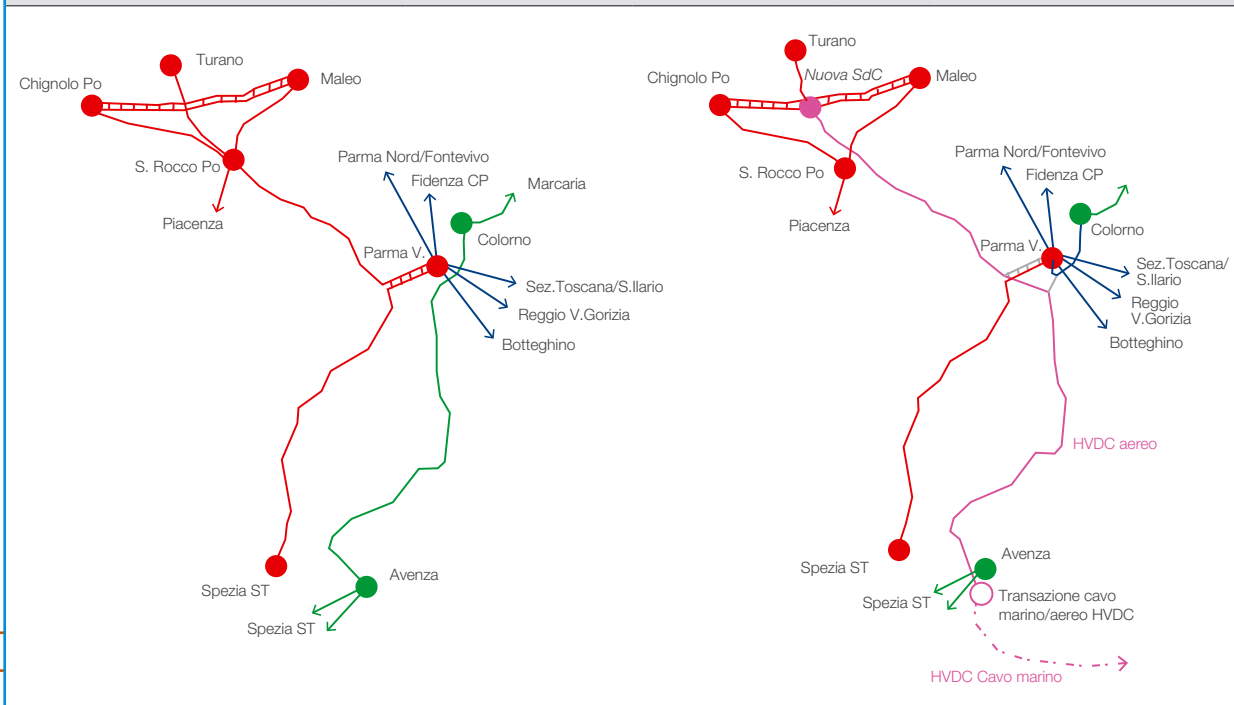 Turano
Chignolo Po
Maleo
S. Rocco Po
Parma Nord/Fontevivo
Fidenza CP
Marcaria
Piacenza
Colorno
Parma V.
Sez.Toscana/S.Ilario
Reggio V.Gorizia
Botteghino
Avenza
Spezia ST
Spezia ST
Turano
Nuova SdC
Chignolo Po
Maleo
S. Rocco Po
Parma Nord/Fontevivo
Fidenza CP
Piacenza
Colorno
Parma V.
Sez.Toscana/
S.Ilario
Reggio
V.Gorizia
Botteghino
HVDC aereo
Avenza
Spezia ST
Spezia ST
Transazione cavo
marino/aereo HVDC
HVDC Cavo marino